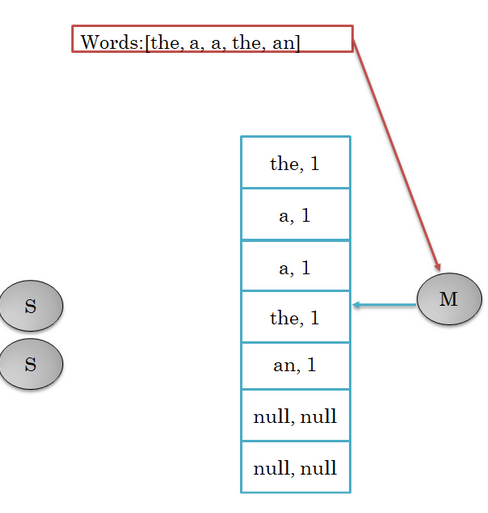 Words:[the, a, a, the, an]
the, 1
a, 1
a, 1
the, 1
an, 1
null, null
null, null
M
S
S